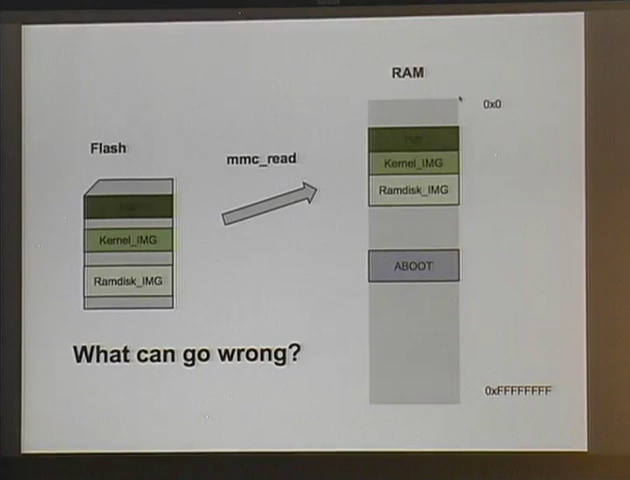 RAM
0x0
Flash
mmc_read
Kernel_IMG
Ramdisk_IMG
Kernel_IMG
Ramdisk_IMG
ABOOT
What can go wrong?
0xFFFFFFFF